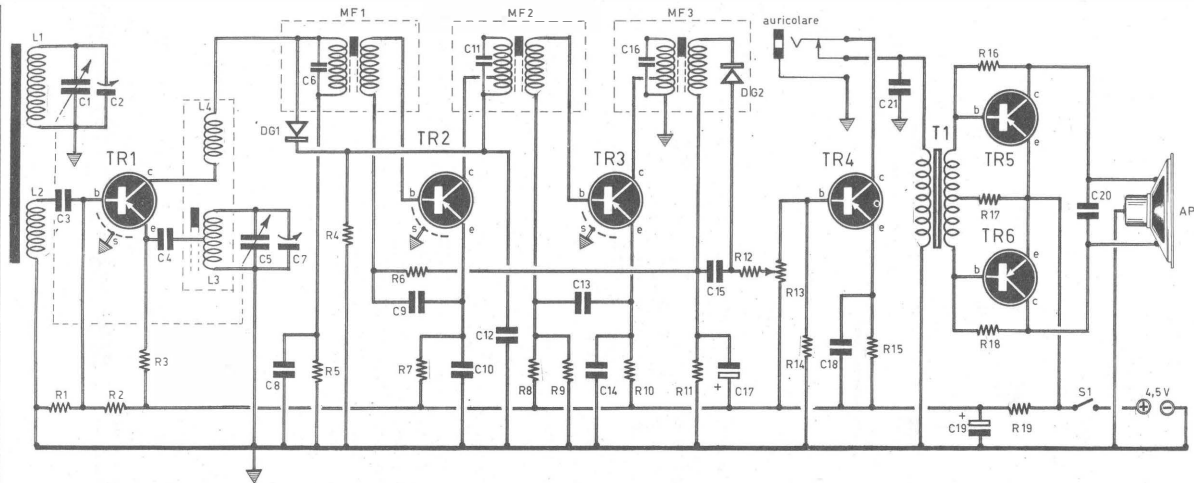 MF1 MF2 MF3
auricolare
L1 C1 C2 L4 C6 DG1 C11 C16 DG2 C21 R16
TR1 TR2 TR3 TR4 T1 TR5
b c e s b c e s b c e b c e b c e
L2 C3 C4 L3 C5 C7 R4 R17 C20 AP
TR6
b e c
R6 C9 C13 C15 R12 R13
R3 C8 R5 R7 C10 C12 R8 R9 C14 R10 R11 + C17 R14 C18 R15 R18
R1 R2 + C19 R19 S1 + 4,5 V −